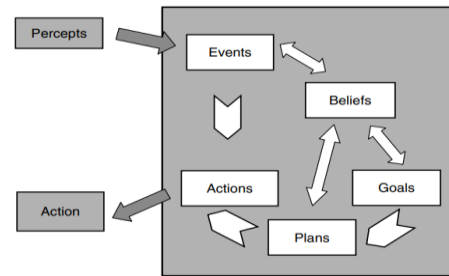 Percepts
Events
Beliefs
Actions
Goals
Action
Plans